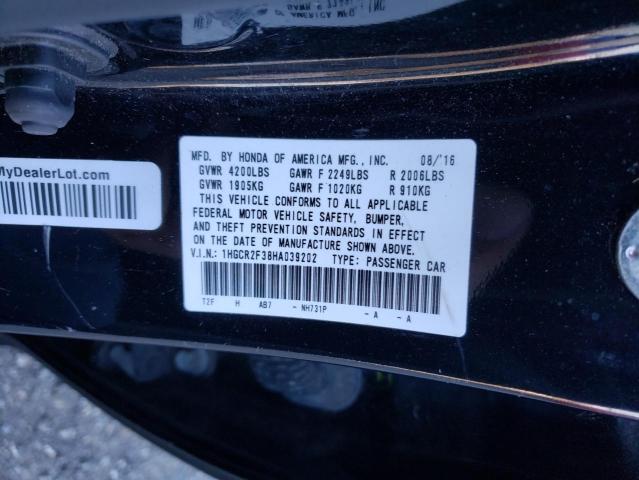 MyDealerLot.com
MFD. BY HONDA OF AMERICA MFG., INC. 08/'16
GVWR 4200LBS GAWR F 2249LBS R 2006LBS
GVWR 1905KG GAWR F 1020KG R 910KG
THIS VEHICLE CONFORMS TO ALL APPLICABLE
FEDERAL MOTOR VEHICLE SAFETY, BUMPER,
AND THEFT PREVENTION STANDARDS IN EFFECT
ON THE DATE OF MANUFACTURE SHOWN ABOVE.
V.I.N.: 1HGCR2F38HA039202 TYPE: PASSENGER CAR
T2F H AB7 - NH731P - A - A